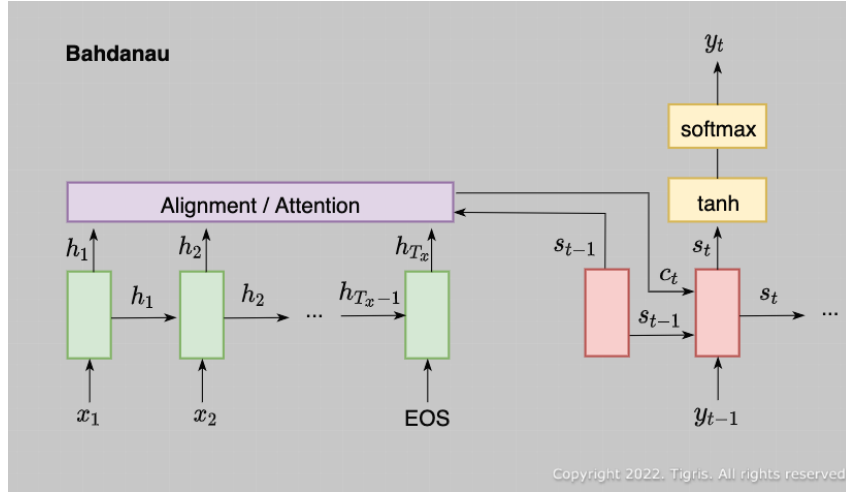 Bahdanau
y_t
softmax
tanh
Alignment / Attention
h_1
h_2
h_{T_x}
s_{t-1}
s_t
c_t
h_1
h_2
...
h_{T_x-1}
s_{t-1}
s_t
...
x_1
x_2
EOS
y_{t-1}
Copyright 2022. Tigris. All rights reserved